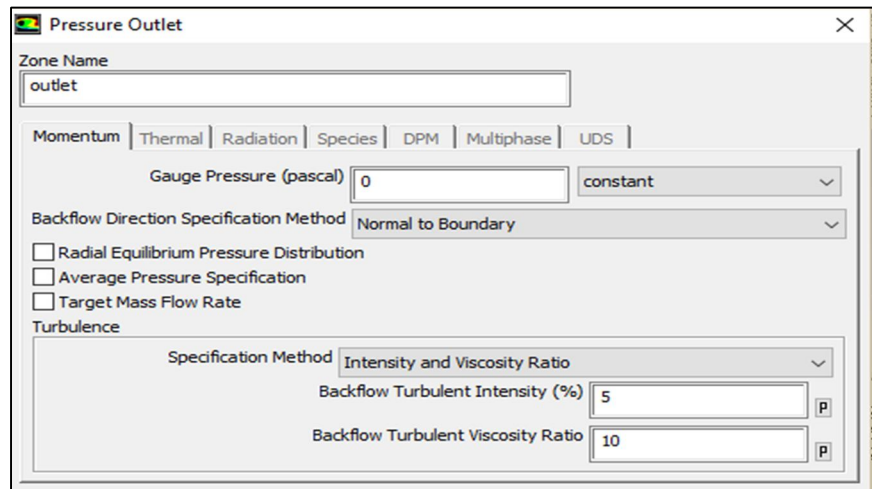 Pressure Outlet
Zone Name
outlet
Momentum Thermal Radiation Species DPM Multiphase UDS
Gauge Pressure (pascal) 0 constant
Backflow Direction Specification Method Normal to Boundary
Radial Equilibrium Pressure Distribution
Average Pressure Specification
Target Mass Flow Rate
Turbulence
Specification Method Intensity and Viscosity Ratio
Backflow Turbulent Intensity (%) 5 P
Backflow Turbulent Viscosity Ratio 10 P